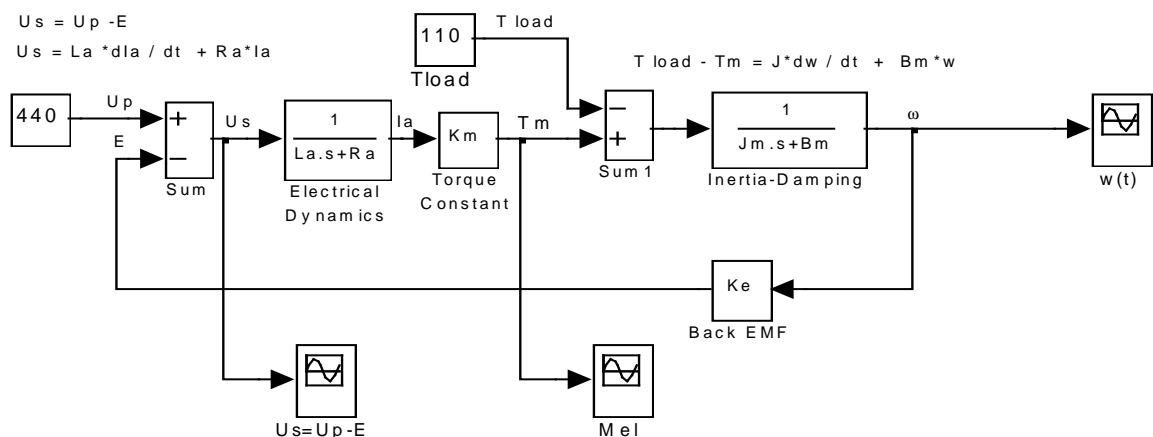 Us = Up -E
Us = La *dIa / dt + Ra*Ia
T load
110
Tload
T load - Tm = J*dw / dt + Bm*w
440
Up
E
+
−
Sum
Us
1
La.s+Ra
Electrical
Dynamics
Ia
Km
Torque
Constant
Tm
−
+
Sum1
1
Jm.s+Bm
Inertia-Damping
ω
w(t)
Ke
Back EMF
Us=Up-E
Mel